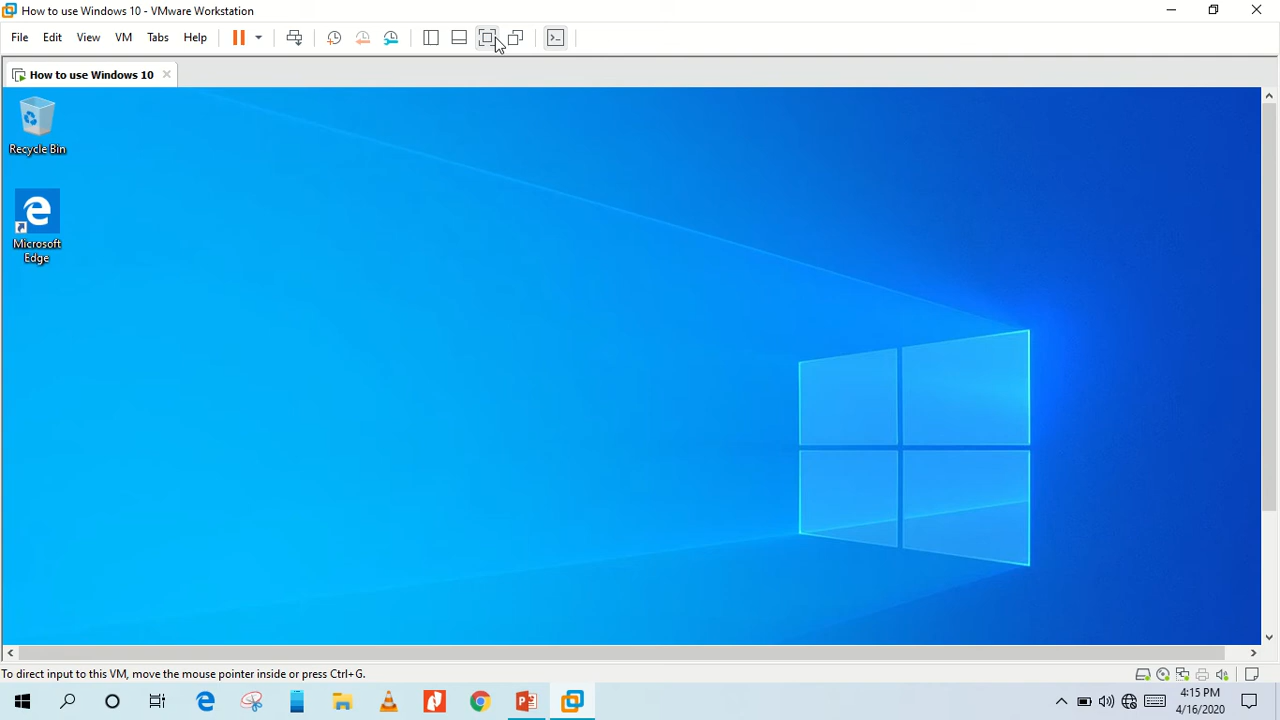 How to use Windows 10 - VMware Workstation
File Edit View VM Tabs Help
How to use Windows 10
Recycle Bin
Microsoft
Edge
To direct input to this VM, move the mouse pointer inside or press Ctrl+G.
4:15 PM
4/16/2020